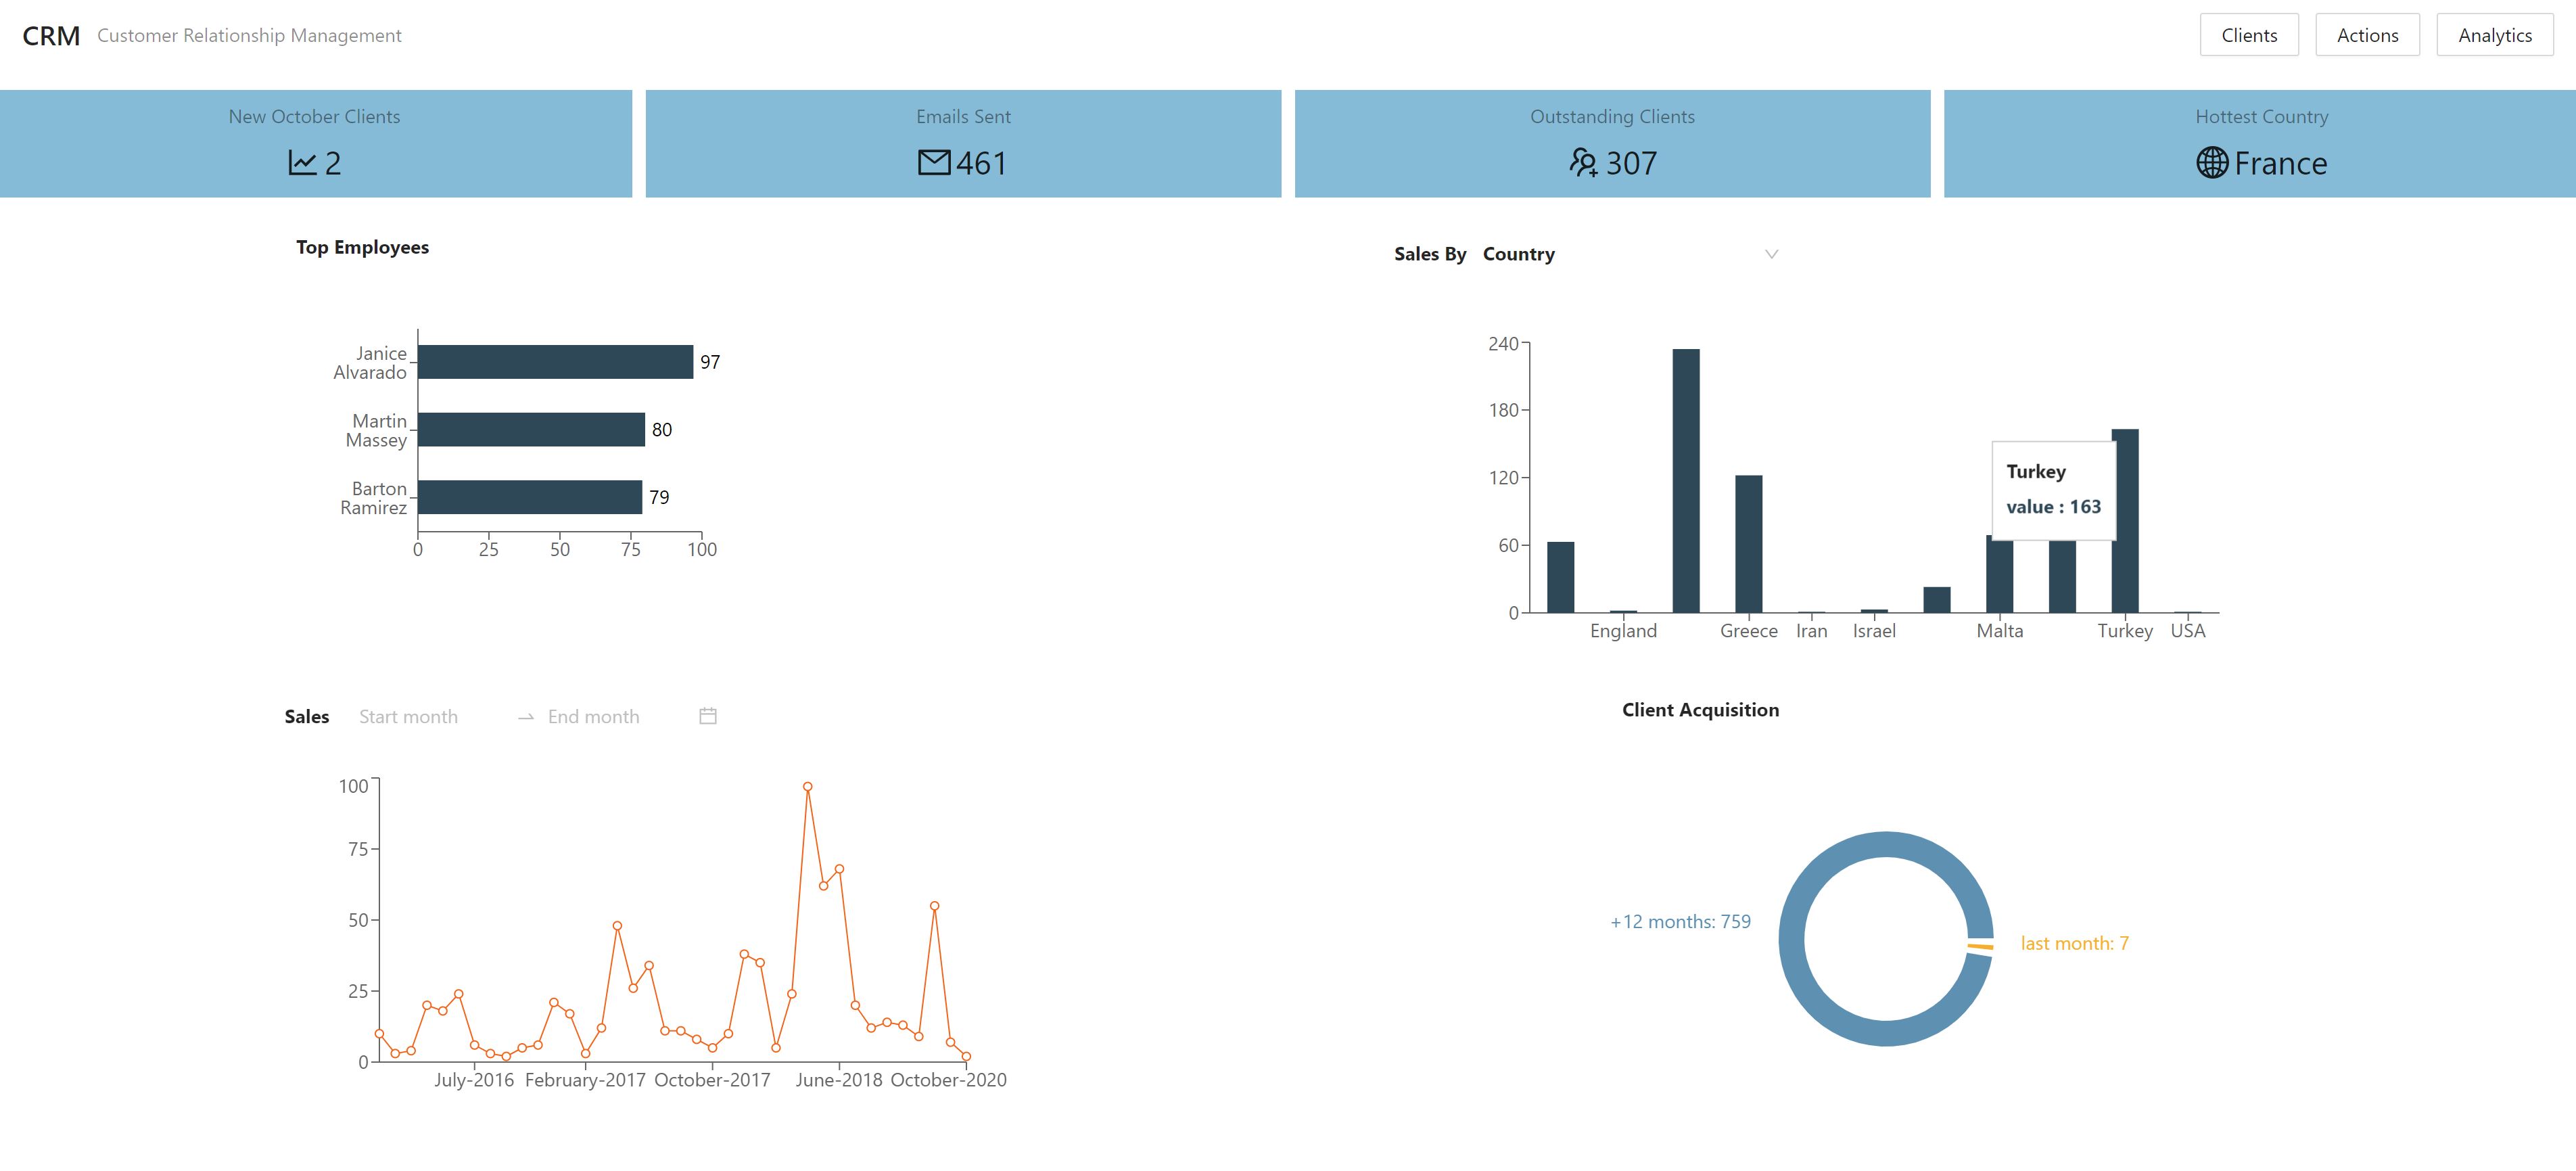 CRM Customer Relationship Management
Clients
Actions
Analytics
New October Clients
2
Emails Sent
461
Outstanding Clients
307
Hottest Country
France
Top Employees
Janice
Alvarado
97
Martin
Massey
80
Barton
Ramirez
79
0 25 50 75 100
Sales By Country
240
180
120
60
0
Turkey
value : 163
England Greece Iran Israel Malta Turkey USA
Sales Start month End month
100
75
50
25
0
July-2016 February-2017 October-2017 June-2018 October-2020
Client Acquisition
+12 months: 759
last month: 7